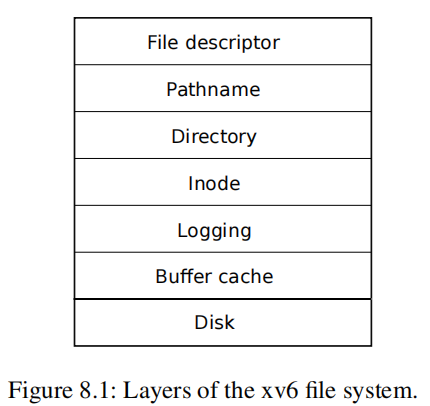 File descriptor
Pathname
Directory
Inode
Logging
Buffer cache
Disk
Figure 8.1: Layers of the xv6 file system.